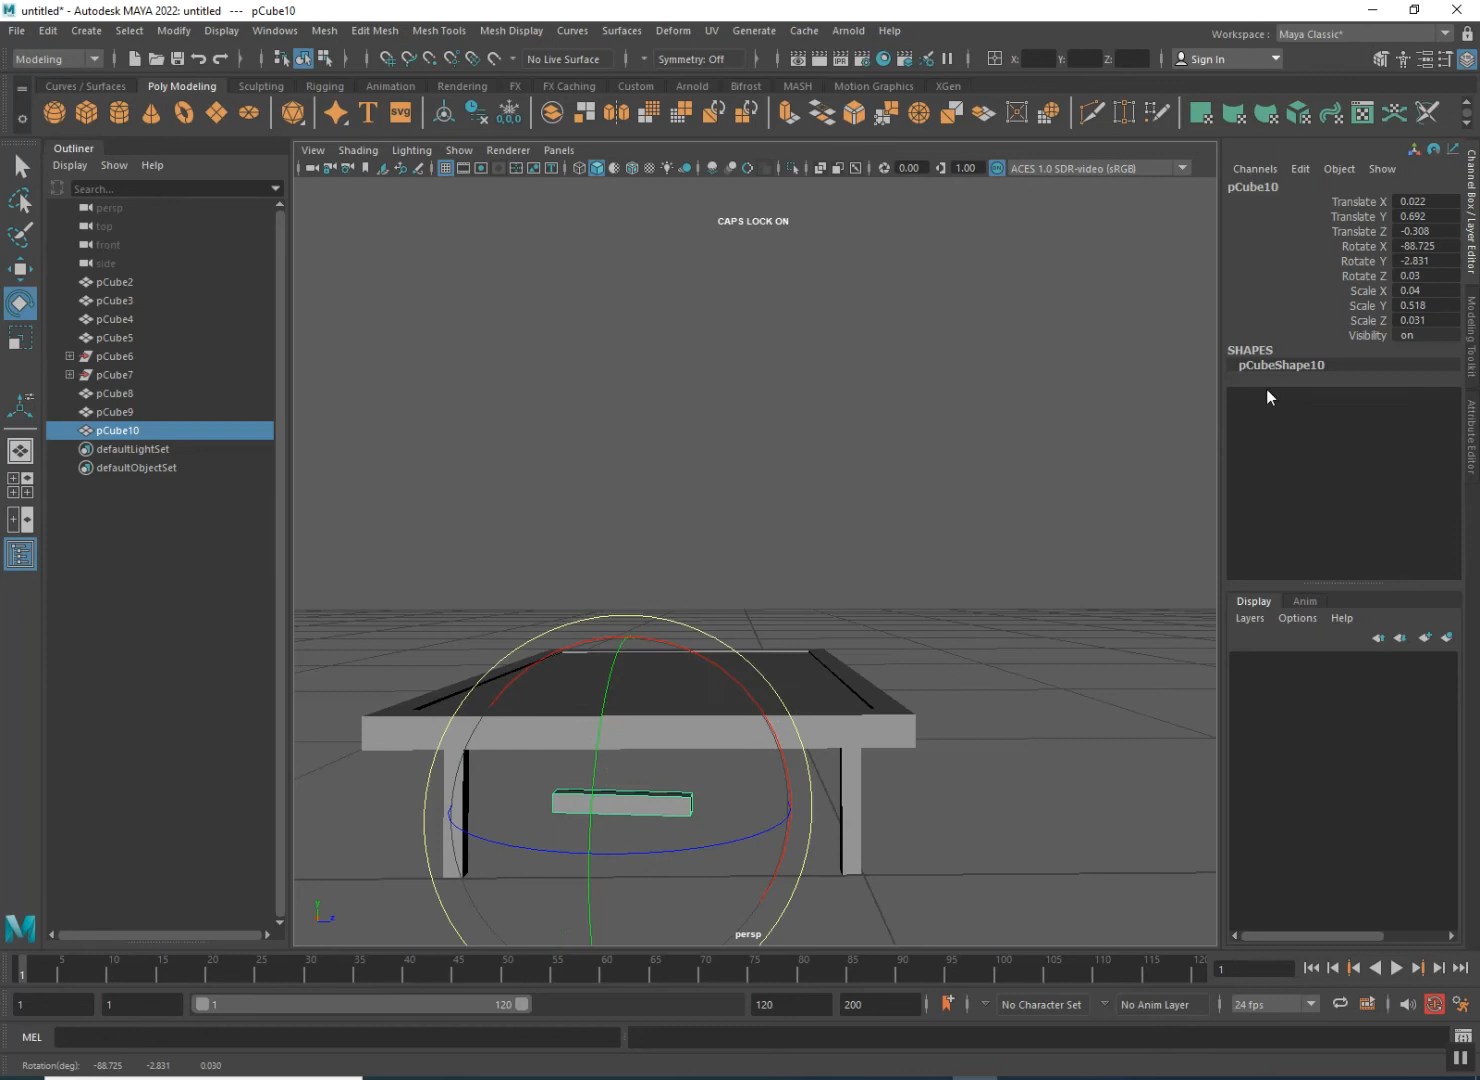 untitled* - Autodesk MAYA 2022: untitled --- pCube10
File Edit Create Select Modify Display Windows Mesh Edit Mesh Mesh Tools Mesh Display Curves Surfaces Deform UV Generate Cache Arnold Help
Workspace : Maya Classic*
Modeling
No Live Surface
Symmetry: Off
X: Y: Z:
Sign In
Curves / Surfaces Poly Modeling Sculpting Rigging Animation Rendering FX FX Caching Custom Arnold Bifrost MASH Motion Graphics XGen
Outliner
Display Show Help
Search...
persp
top
front
side
pCube2
pCube3
pCube4
pCube5
pCube6
pCube7
pCube8
pCube9
pCube10
defaultLightSet
defaultObjectSet
View Shading Lighting Show Renderer Panels
0.00 1.00 ACES 1.0 SDR-video (sRGB)
CAPS LOCK ON
persp
Channels Edit Object Show
pCube10
Translate X 0.022
Translate Y 0.692
Translate Z -0.308
Rotate X -88.725
Rotate Y -2.831
Rotate Z 0.03
Scale X 0.04
Scale Y 0.518
Scale Z 0.031
Visibility on
SHAPES
pCubeShape10
Display Anim
Layers Options Help
Channel Box / Layer Editor
Modeling Toolkit
Attribute Editor
1 5 10 15 20 25 30 35 40 45 50 55 60 65 70 75 80 85 90 95 100 105 110 115
1
1 1 1 120 120 200 No Character Set No Anim Layer 24 fps
MEL
Rotation(deg): -88.725 -2.831 0.030